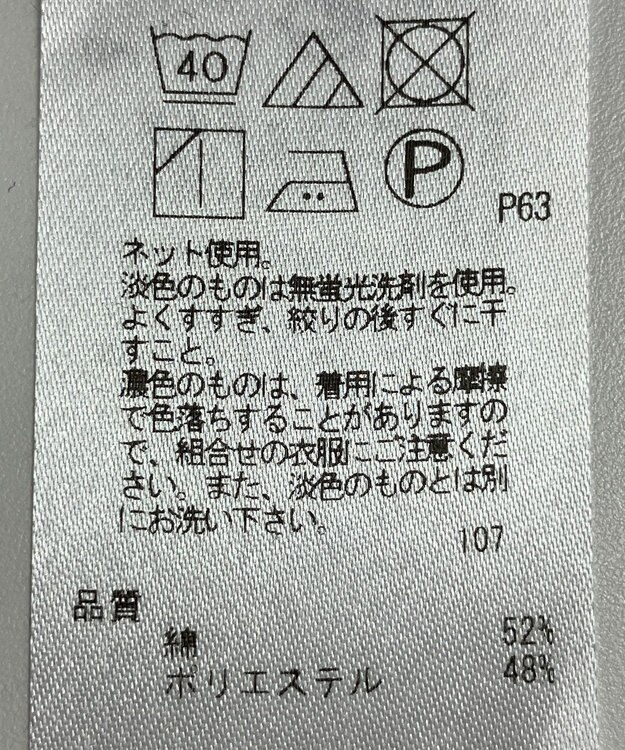 40
P
P63
ネット使用。
淡色のものは無蛍光洗剤を使用。
よくすすぎ、絞りの後すぐに干
すこと。
濃色のものは、着用による摩擦
で色落ちすることがありますの
で、組合せの衣服にご注意くだ
さい。また、淡色のものとは別
にお洗い下さい。
107
品質
綿 52%
ポリエステル 48%